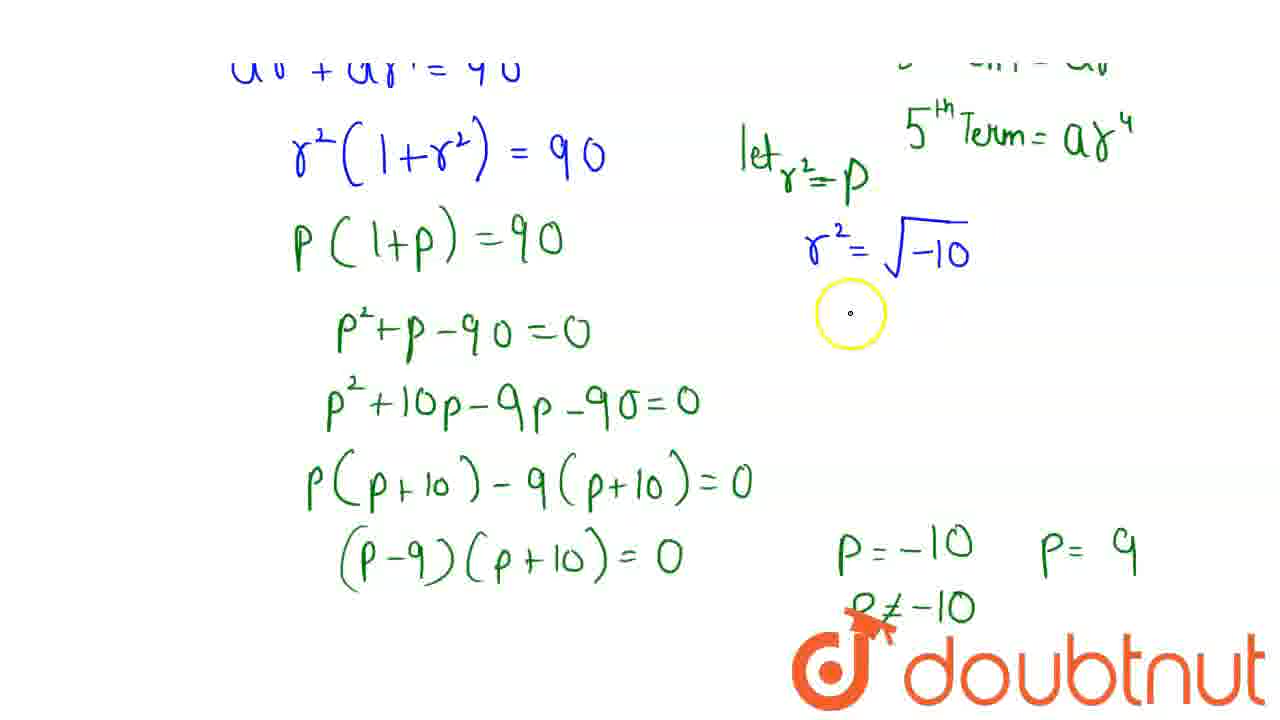 r²(1+r²) = 90
p(1+p) = 90
p²+p-90=0
p²+10p-9p-90=0
p(p+10)-9(p+10)=0
(p-9)(p+10)=0
5th Term = ar⁴
let r²=p
r²=√-10
p=-10 p=9
p≠-10
doubtnut